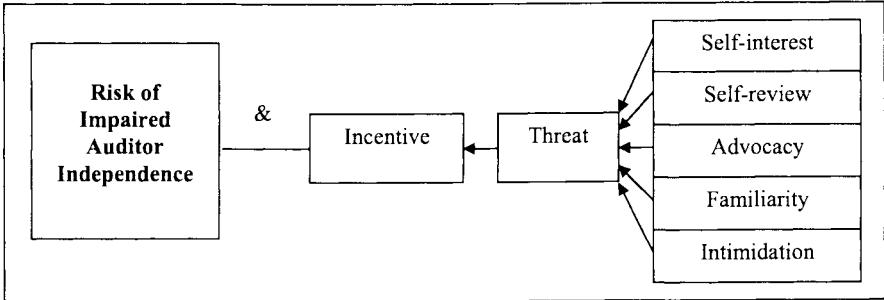 Risk of
Impaired
Auditor
Independence
&
Incentive
Threat
Self-interest
Self-review
Advocacy
Familiarity
Intimidation